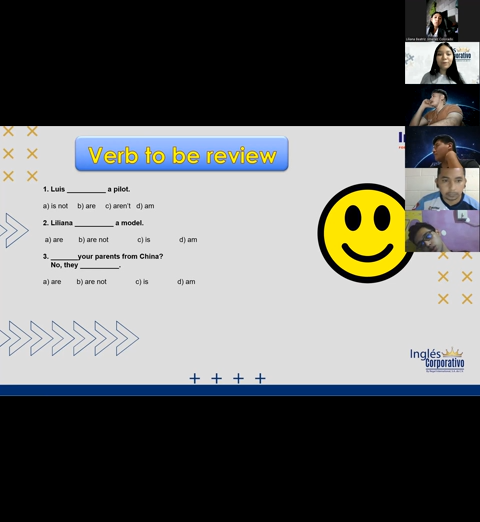 Verb to be review
1. Luis __________ a pilot.
a) is not b) are c) aren't d) am
2. Liliana __________ a model.
a) are b) are not c) is d) am
3. _______your parents from China?
No, they __________.
a) are b) are not c) is d) am
Inglés
Corporativo